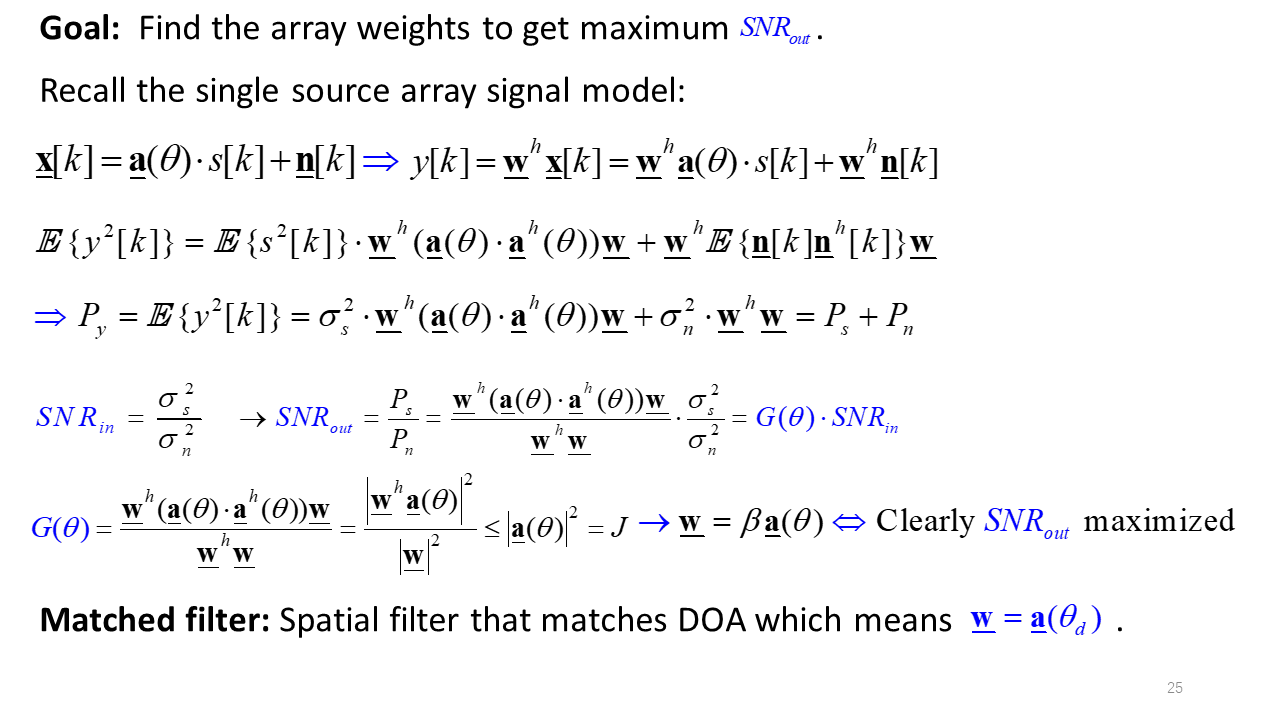 Goal: Find the array weights to get maximum SNR_out .
Recall the single source array signal model:
x[k] = a(θ)·s[k] + n[k] ⇒ y[k] = w^h x[k] = w^h a(θ)·s[k] + w^h n[k]
𝔼{y²[k]} = 𝔼{s²[k]}·w^h (a(θ)·a^h(θ))w + w^h 𝔼{n[k]n^h[k]}w
⇒ P_y = 𝔼{y²[k]} = σ_s²·w^h (a(θ)·a^h(θ))w + σ_n²·w^h w = P_s + P_n
SNR_in = σ_s² / σ_n² → SNR_out = P_s / P_n = w^h (a(θ)·a^h(θ))w / w^h w · σ_s² / σ_n² = G(θ)·SNR_in
G(θ) = w^h (a(θ)·a^h(θ))w / w^h w = |w^h a(θ)|² / |w|² ≤ |a(θ)|² = J → w = βa(θ) ⇔ Clearly SNR_out maximized
Matched filter: Spatial filter that matches DOA which means w = a(θ_d) .
25